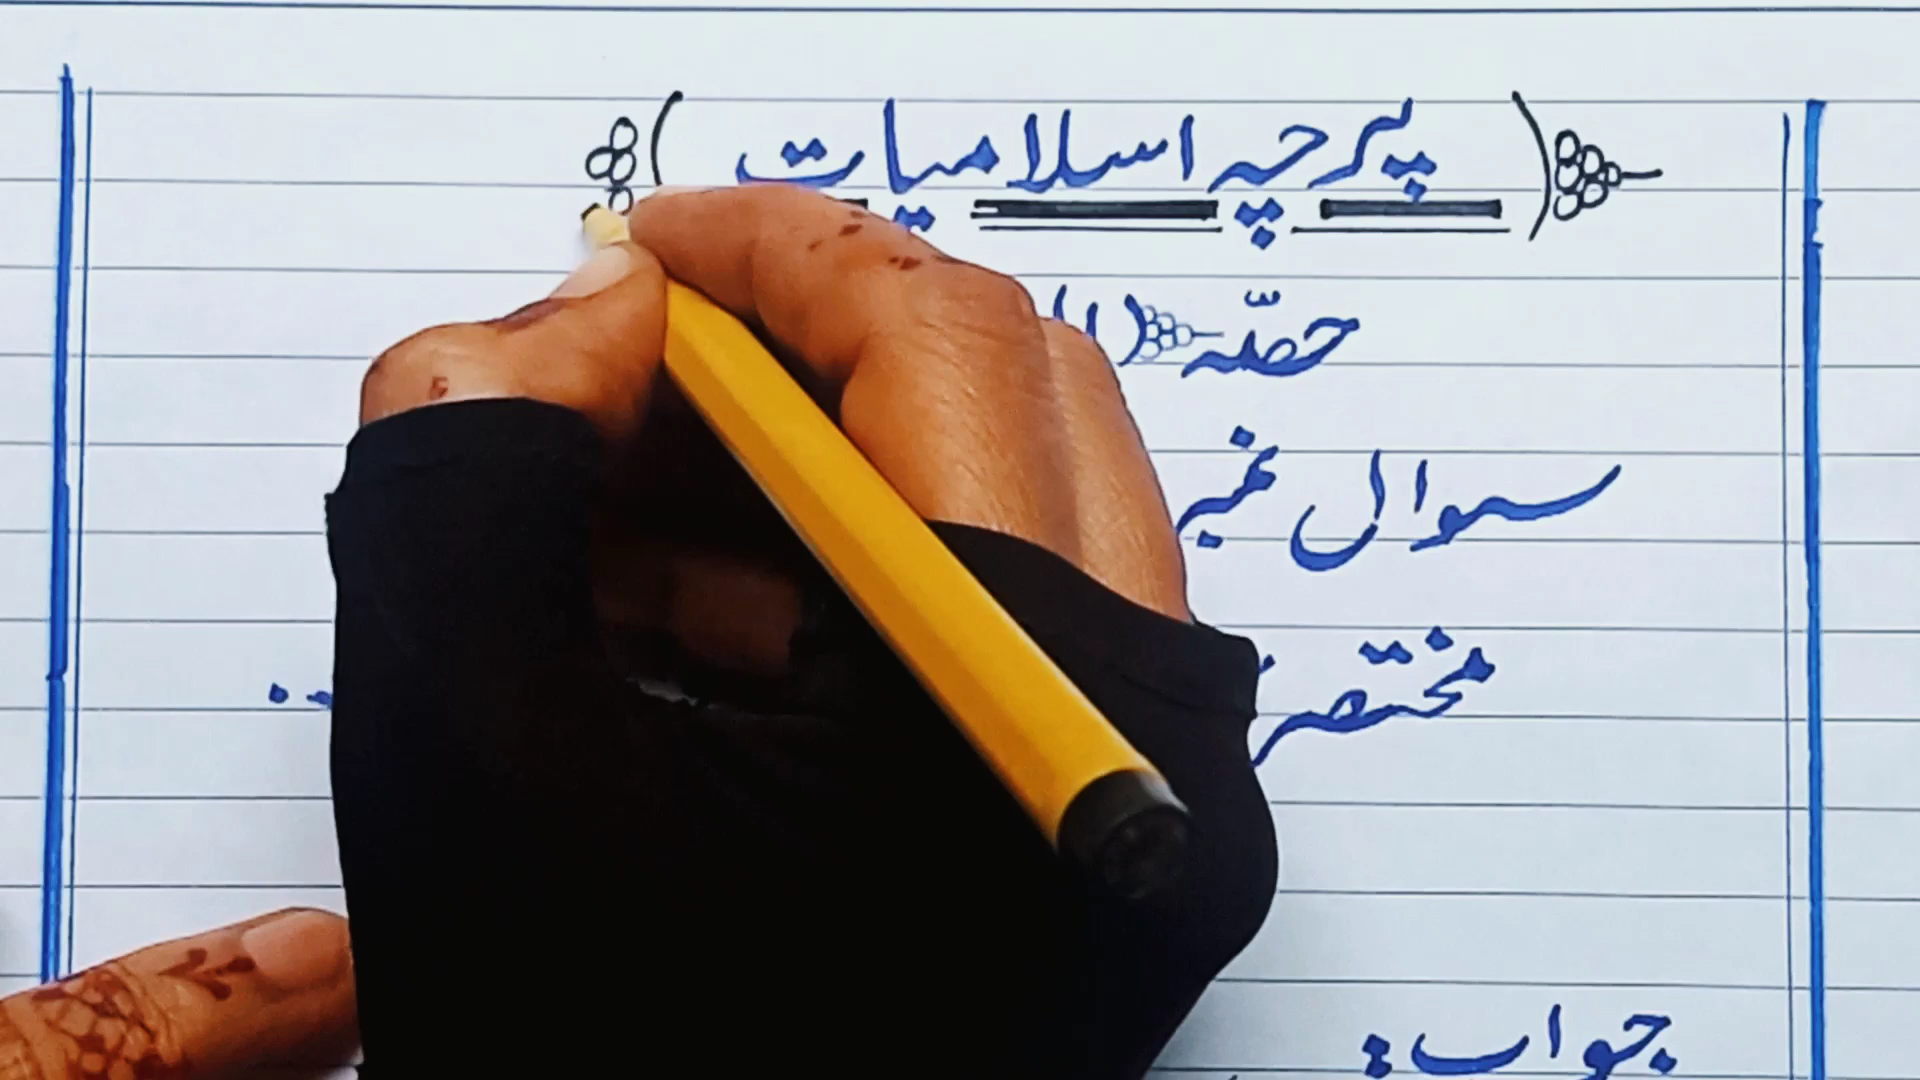 (پرچہ اسلامیات)
حصّہ
سوال نمبر
مختصر
جواب: